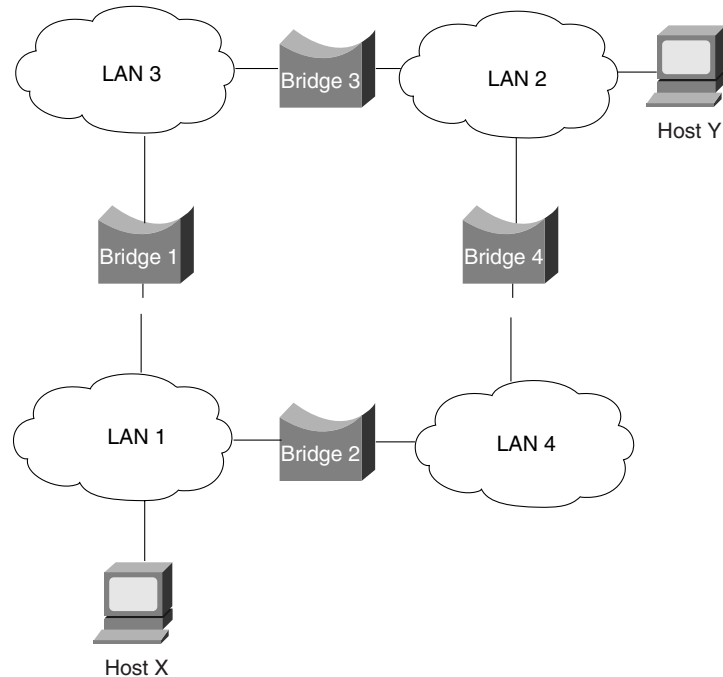 LAN 3
Bridge 3
LAN 2
Host Y
Bridge 1
Bridge 4
LAN 1
Bridge 2
LAN 4
Host X